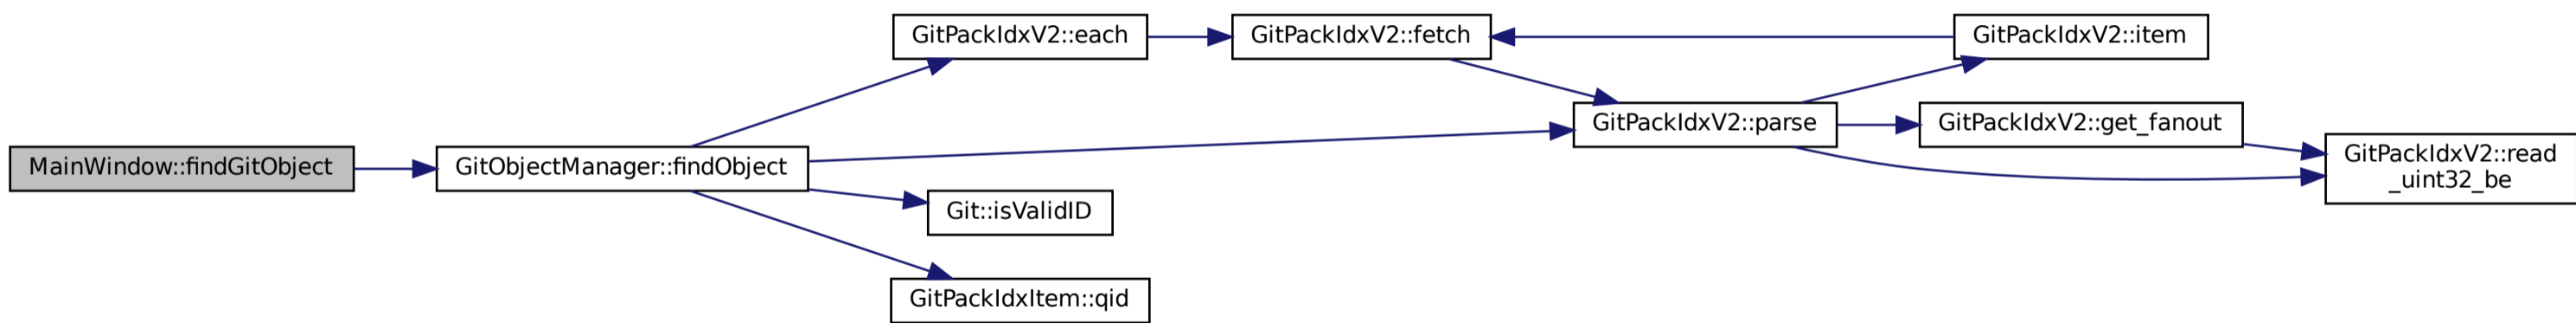 GitPackIdxV2::each
GitPackIdxV2::fetch
GitPackIdxV2::item
GitPackIdxV2::parse
GitPackIdxV2::get_fanout
MainWindow::findGitObject
GitObjectManager::findObject
GitPackIdxV2::read
_uint32_be
Git::isValidID
GitPackIdxItem::qid